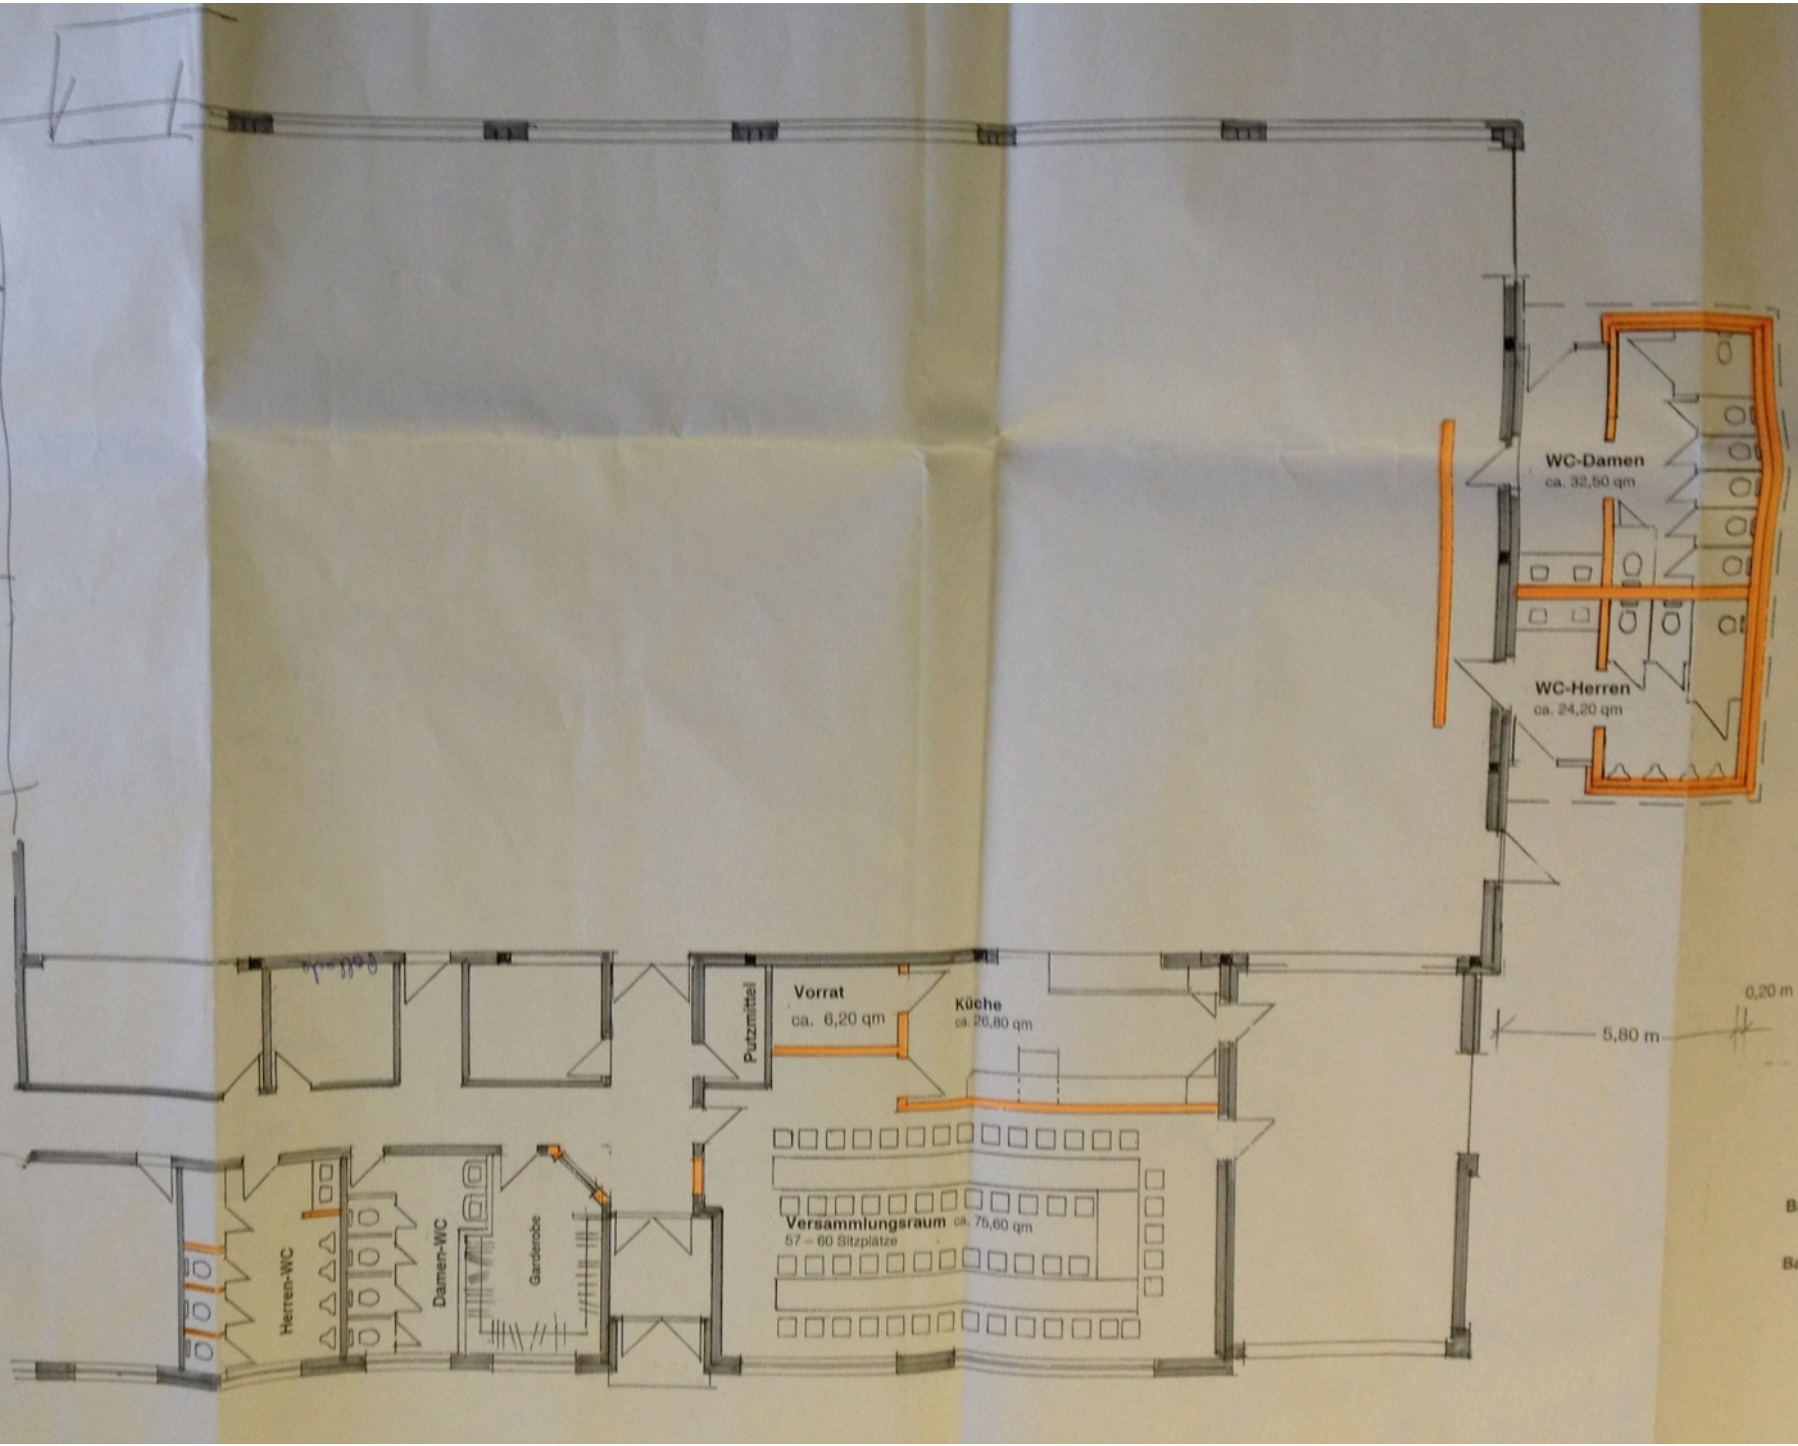 WC-Damen
ca. 32,50 qm
WC-Herren
ca. 24,20 qm
Putzmittel
Vorrat
ca. 6,20 qm
Küche
ca. 26,80 qm
0,20 m
5,80 m
Herren-WC
Damen-WC
Garderobe
Versammlungsraum ca. 75,60 qm
57 – 60 Sitzplätze